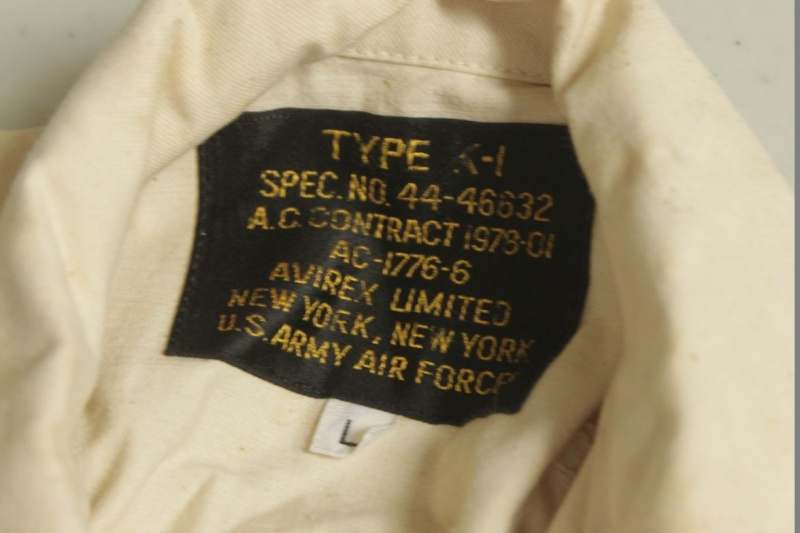 TYPE K-1
SPEC. NO. 44-46632
A.C. CONTRACT 1978-01
AC-1776-6
AVIREX LIMITED
NEW YORK, NEW YORK
U.S. ARMY AIR FORCE
L